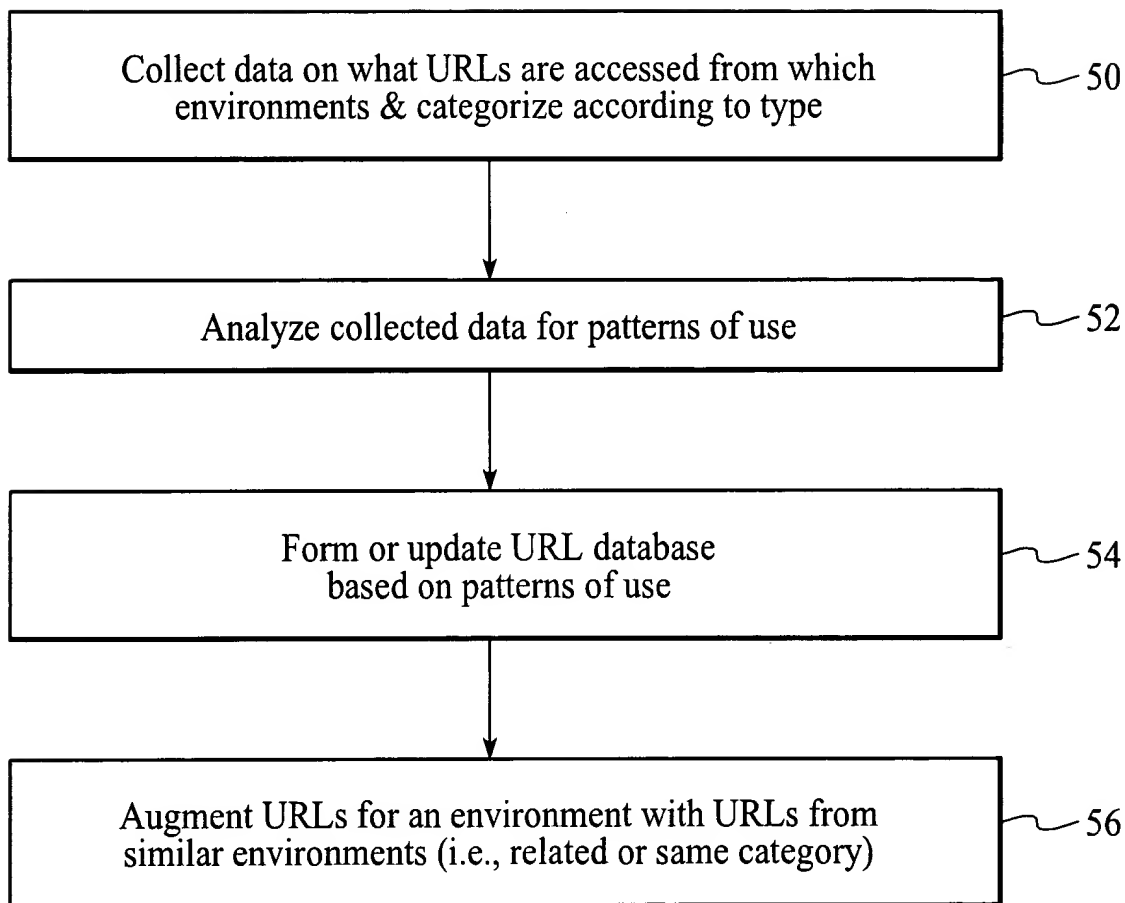 Collect data on what URLs are accessed from which
environments & categorize according to type
50
Analyze collected data for patterns of use
52
Form or update URL database
based on patterns of use
54
Augment URLs for an environment with URLs from
similar environments (i.e., related or same category)
56